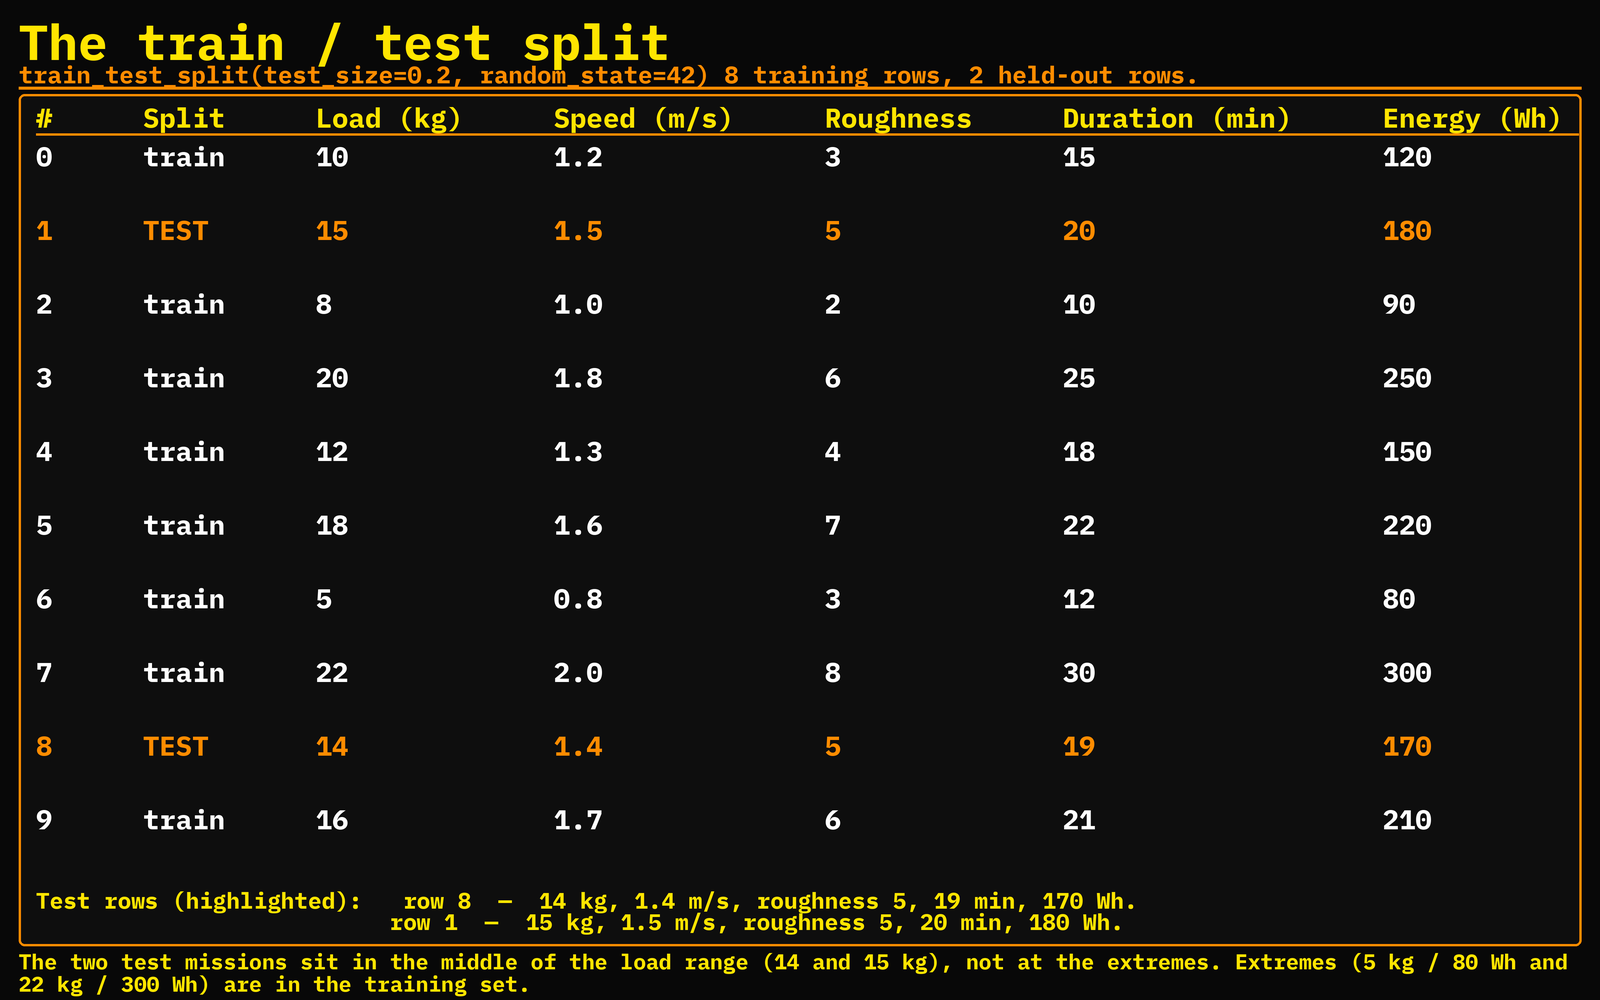 The train / test split
train_test_split(test_size=0.2, random_state=42) 8 training rows, 2 held-out rows.
# Split Load (kg) Speed (m/s) Roughness Duration (min) Energy (Wh)
0 train 10 1.2 3 15 120
1 TEST 15 1.5 5 20 180
2 train 8 1.0 2 10 90
3 train 20 1.8 6 25 250
4 train 12 1.3 4 18 150
5 train 18 1.6 7 22 220
6 train 5 0.8 3 12 80
7 train 22 2.0 8 30 300
8 TEST 14 1.4 5 19 170
9 train 16 1.7 6 21 210
Test rows (highlighted): row 8 — 14 kg, 1.4 m/s, roughness 5, 19 min, 170 Wh.
row 1 — 15 kg, 1.5 m/s, roughness 5, 20 min, 180 Wh.
The two test missions sit in the middle of the load range (14 and 15 kg), not at the extremes. Extremes (5 kg / 80 Wh and
22 kg / 300 Wh) are in the training set.